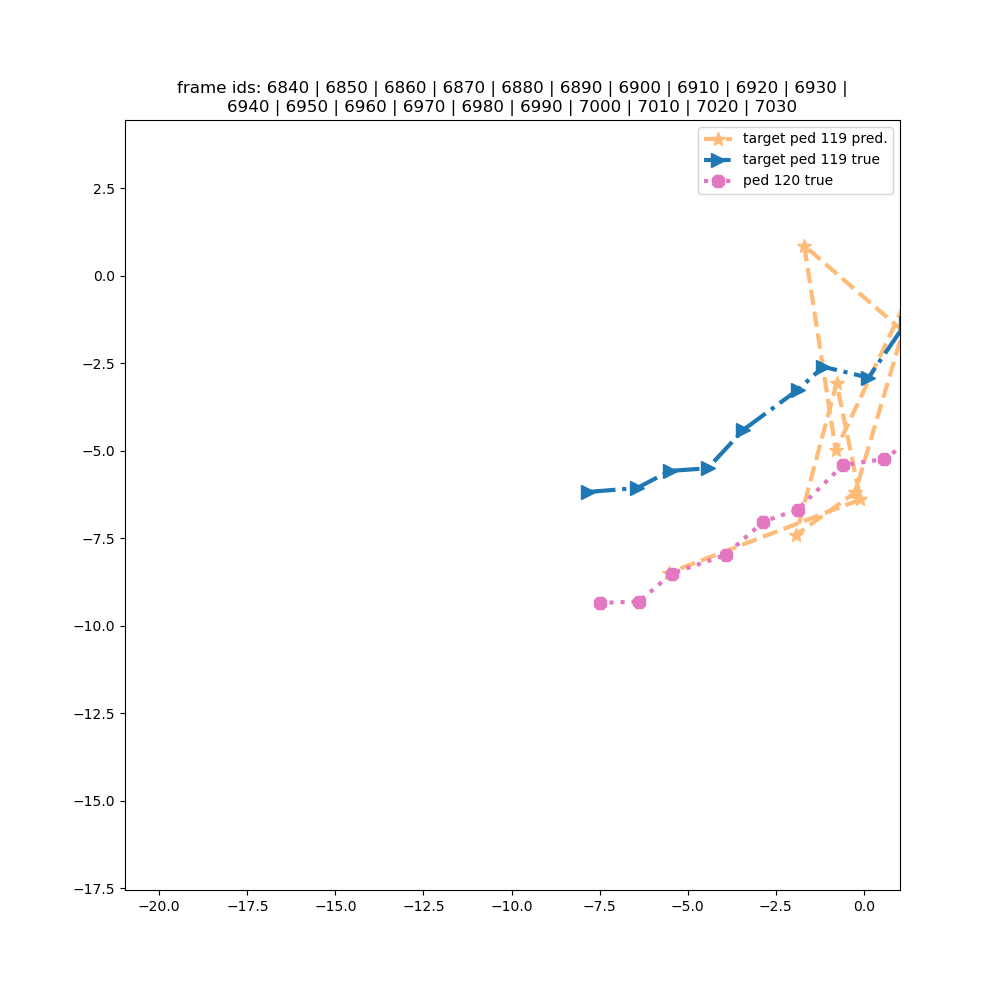 frame ids: 6840 | 6850 | 6860 | 6870 | 6880 | 6890 | 6900 | 6910 | 6920 | 6930 |
6940 | 6950 | 6960 | 6970 | 6980 | 6990 | 7000 | 7010 | 7020 | 7030
target ped 119 pred.
target ped 119 true
ped 120 true
2.5
0.0
−2.5
−5.0
−7.5
−10.0
−12.5
−15.0
−17.5
−20.0 −17.5 −15.0 −12.5 −10.0 −7.5 −5.0 −2.5 0.0